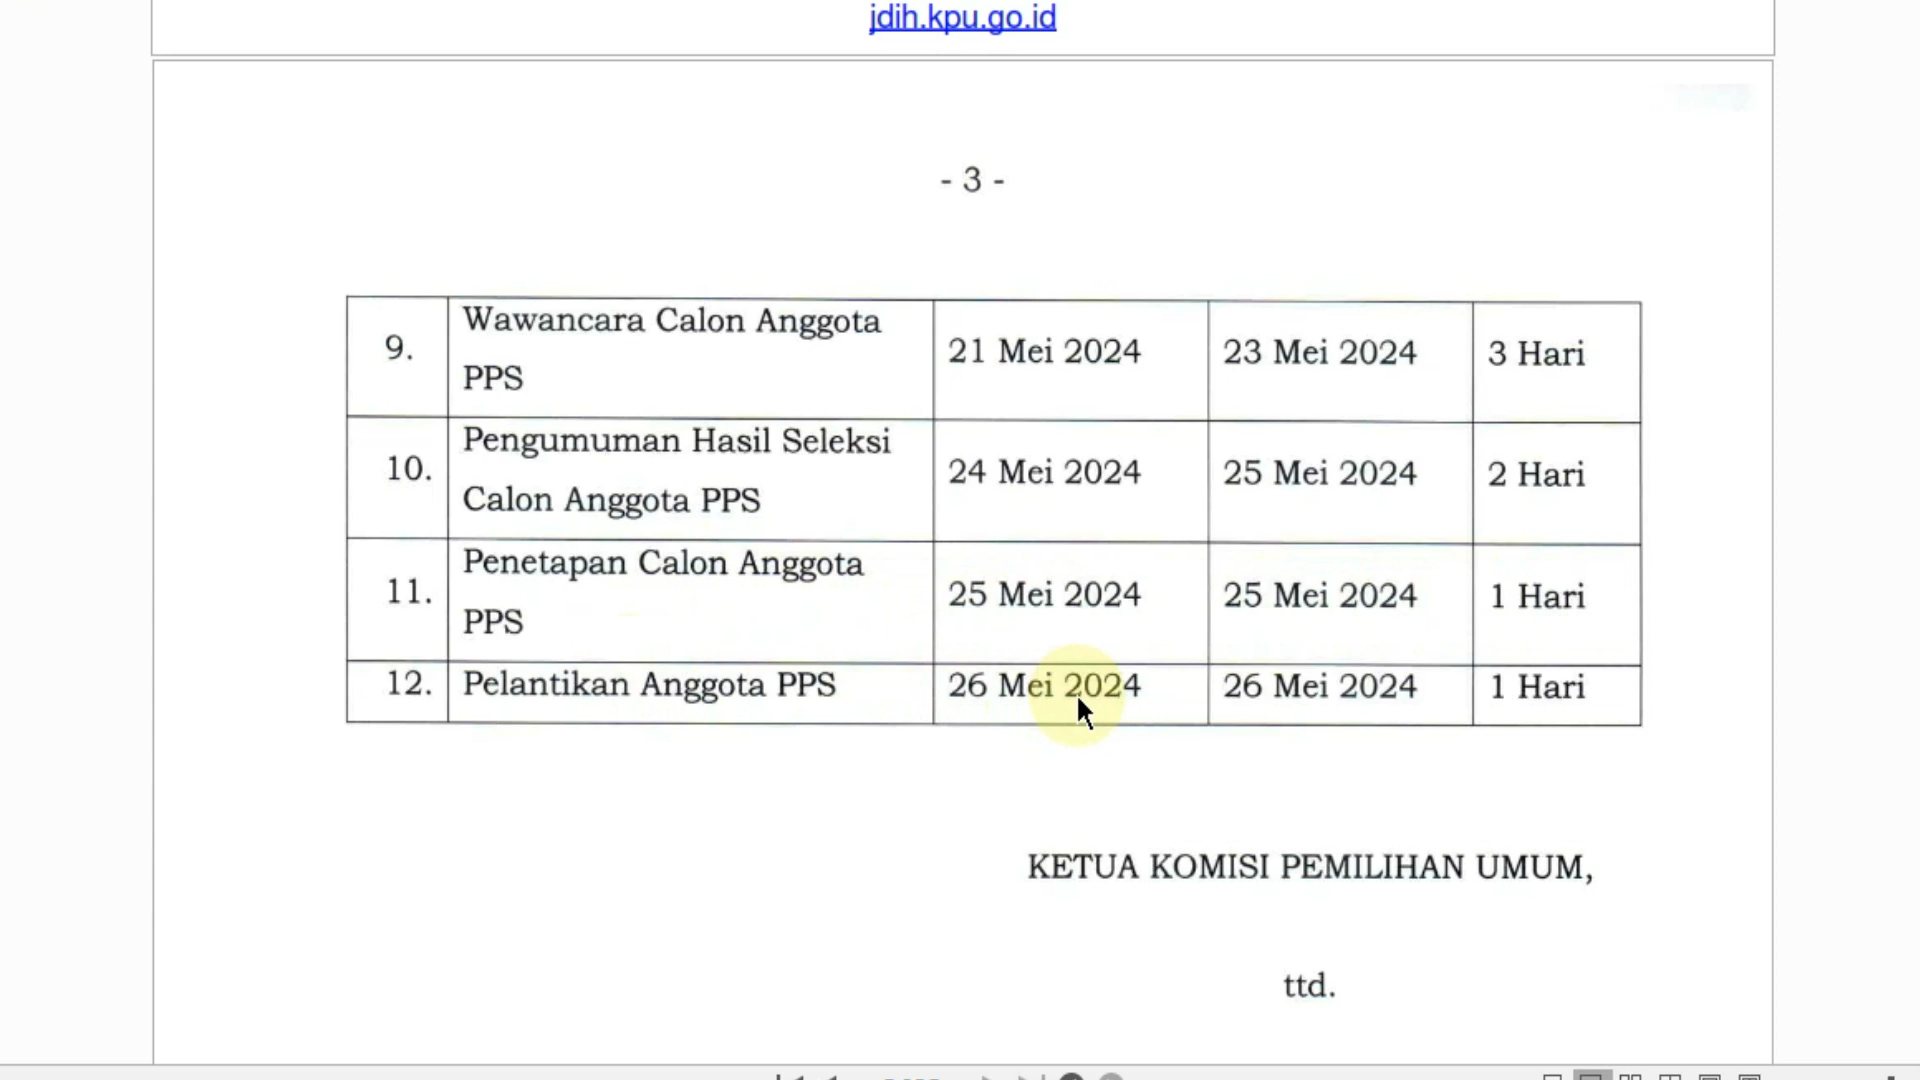 jdih.kpu.go.id
- 3 -
9.
Wawancara Calon Anggota
PPS
21 Mei 2024
23 Mei 2024
3 Hari
10.
Pengumuman Hasil Seleksi
Calon Anggota PPS
24 Mei 2024
25 Mei 2024
2 Hari
11.
Penetapan Calon Anggota
PPS
25 Mei 2024
25 Mei 2024
1 Hari
12.
Pelantikan Anggota PPS
26 Mei 2024
26 Mei 2024
1 Hari
KETUA KOMISI PEMILIHAN UMUM,
ttd.